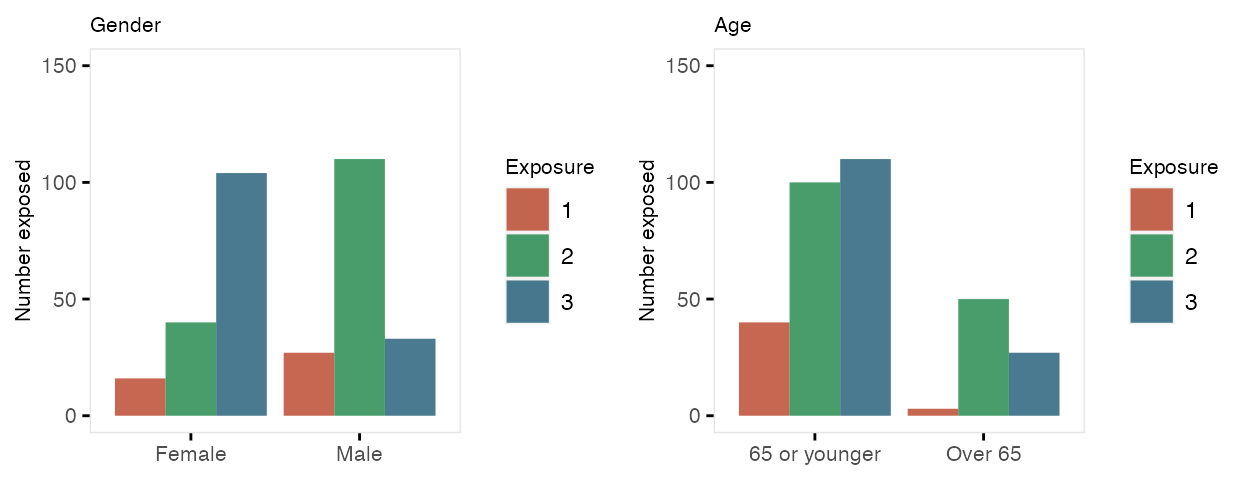 Gender
Number exposed
150
100
50
0
Female Male
Exposure
1
2
3
Age
Number exposed
150
100
50
0
65 or younger Over 65
Exposure
1
2
3